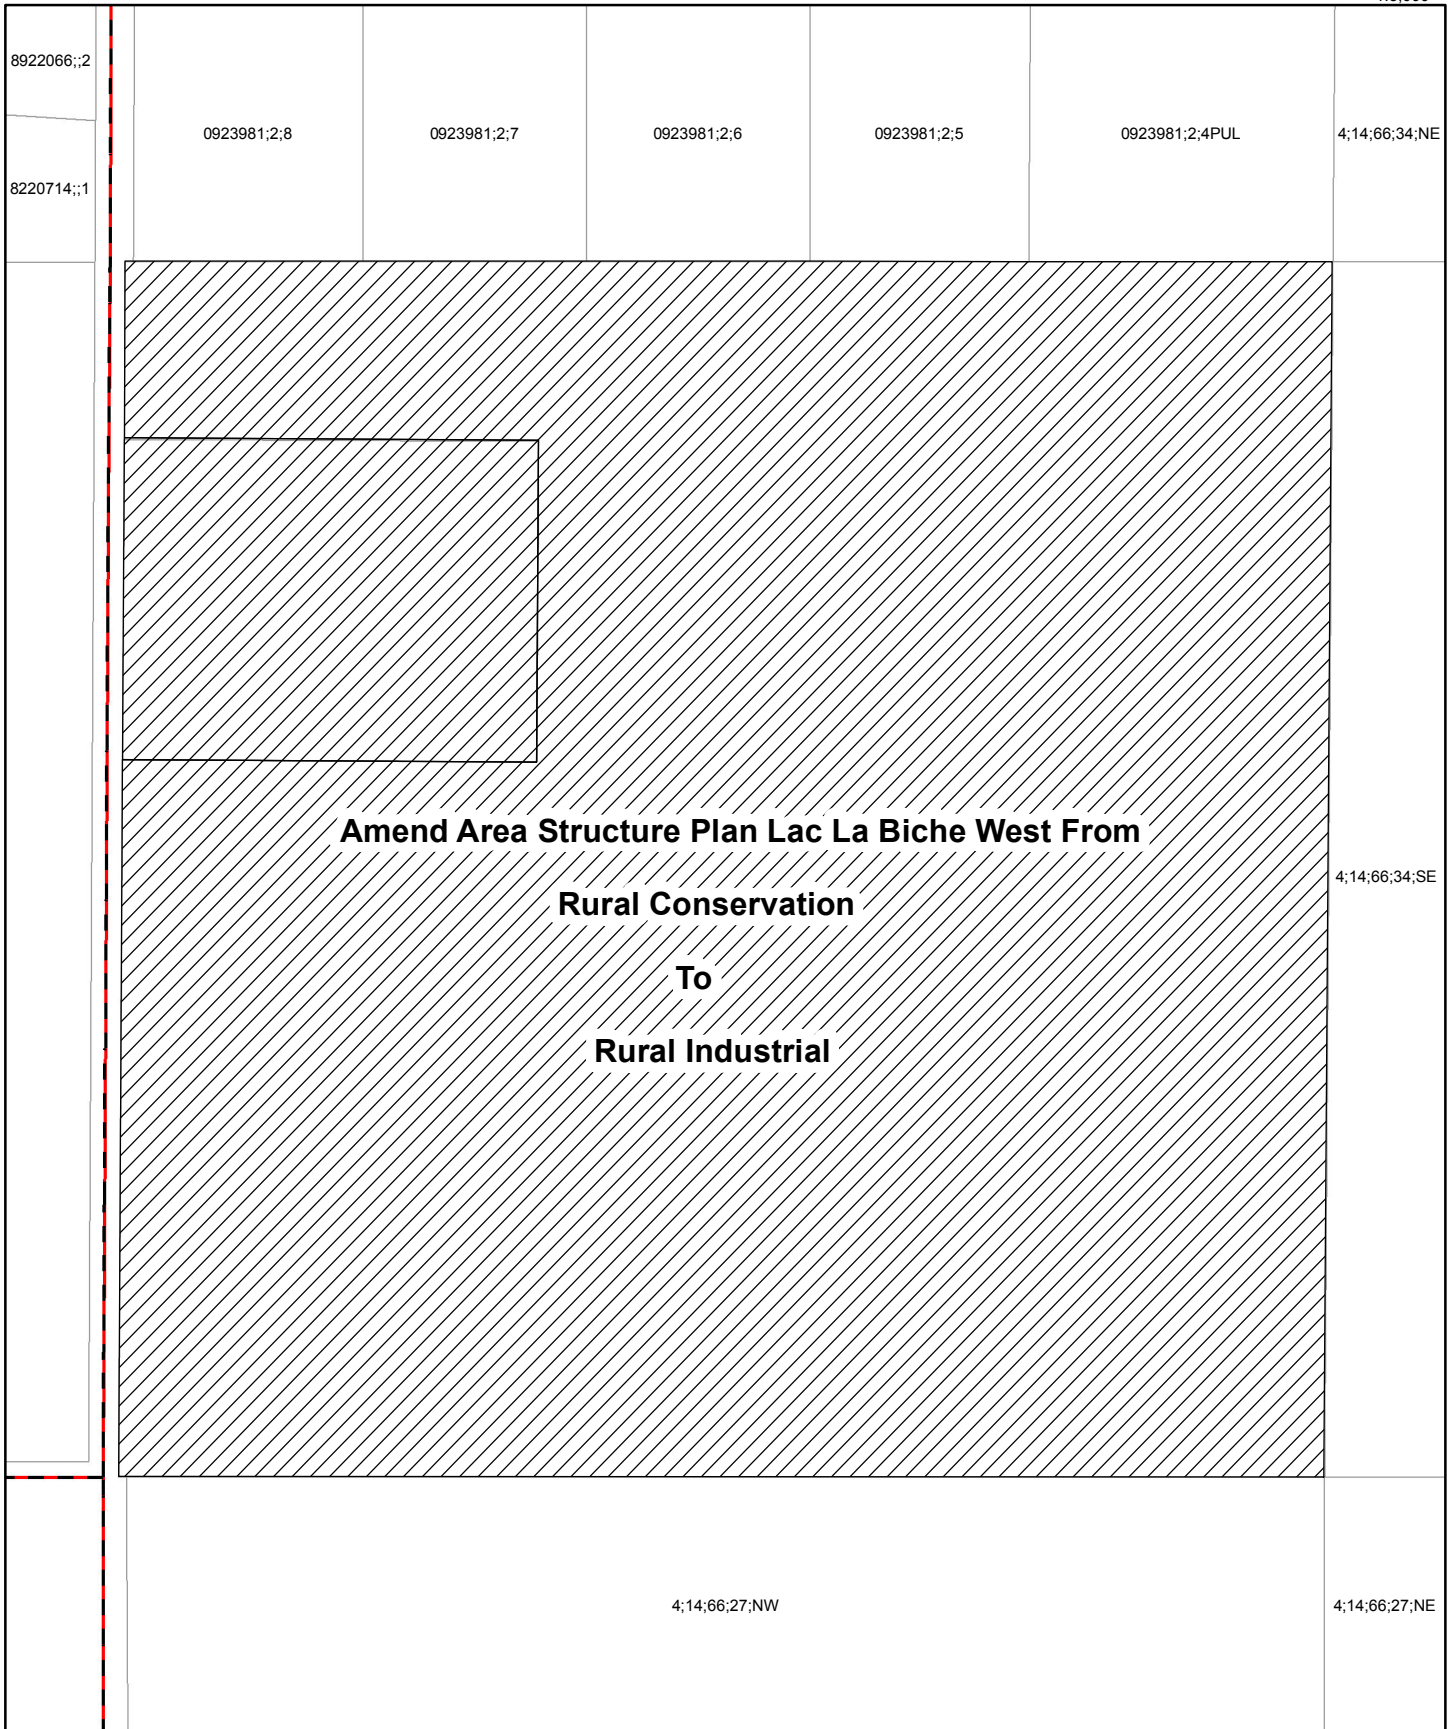 8922066;;2
0923981;2;8
0923981;2;7
0923981;2;6
0923981;2;5
0923981;2;4PUL
4;14;66;34;NE
8220714;;1
Amend Area Structure Plan Lac La Biche West From
Rural Conservation
To
Rural Industrial
4;14;66;34;SE
4;14;66;27;NW
4;14;66;27;NE